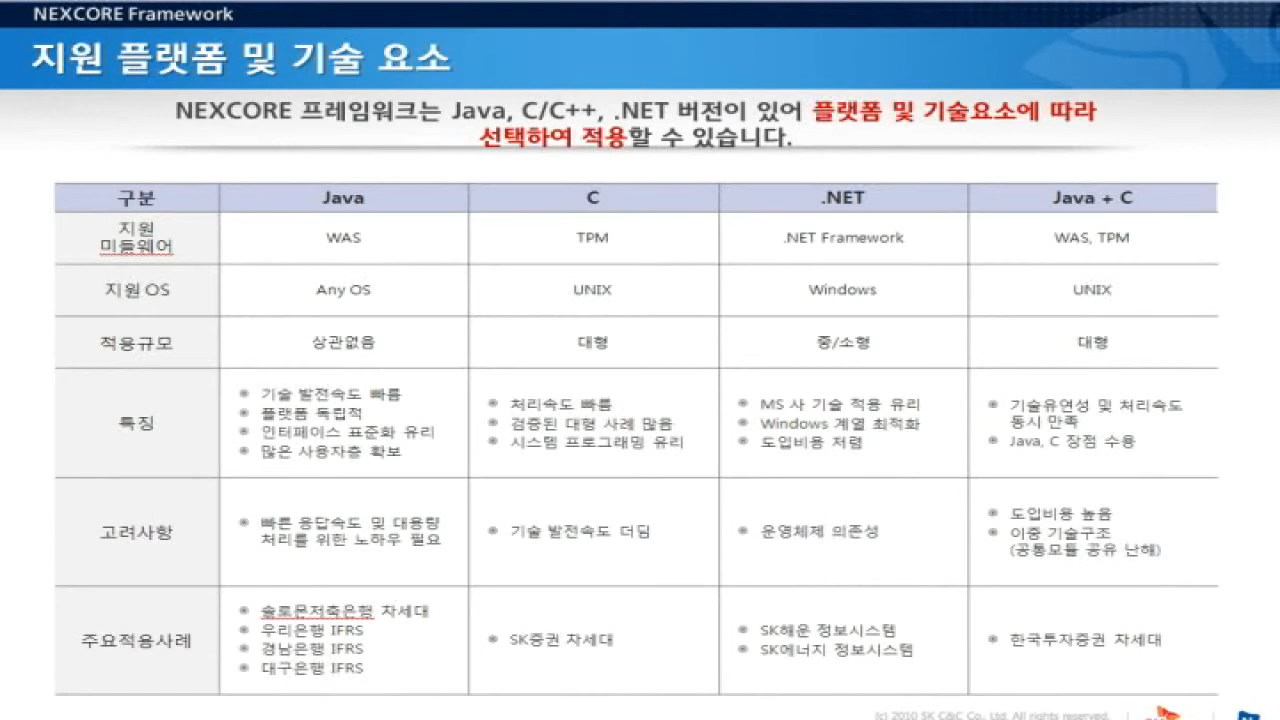 NEXCORE Framework
지원 플랫폼 및 기술 요소
NEXCORE 프레임워크는 Java, C/C++, .NET 버전이 있어 플랫폼 및 기술요소에 따라
선택하여 적용할 수 있습니다.
구분 Java C .NET Java + C
지원
미들웨어 WAS TPM .NET Framework WAS, TPM
지원 OS Any OS UNIX Windows UNIX
적용규모 상관없음 대형 중/소형 대형
특징
기술 발전속도 빠름
플랫폼 독립적
인터페이스 표준화 유리
많은 사용자층 확보
처리속도 빠름
검증된 대형 사례 많음
시스템 프로그래밍 유리
MS 사 기술 적용 유리
Windows 계열 최적화
도입비용 저렴
기술유연성 및 처리속도
동시 만족
Java, C 장점 수용
고려사항
빠른 응답속도 및 대용량
처리를 위한 노하우 필요
기술 발전속도 더딤
운영체제 의존성
도입비용 높음
이중 기술구조
(공통모듈 공유 난해)
주요적용사례
솔로몬저축은행 차세대
우리은행 IFRS
경남은행 IFRS
대구은행 IFRS
SK증권 차세대
SK해운 정보시스템
SK에너지 정보시스템
한국투자증권 차세대
(c) 2010 SK C&C Co., Ltd. All rights reserved.